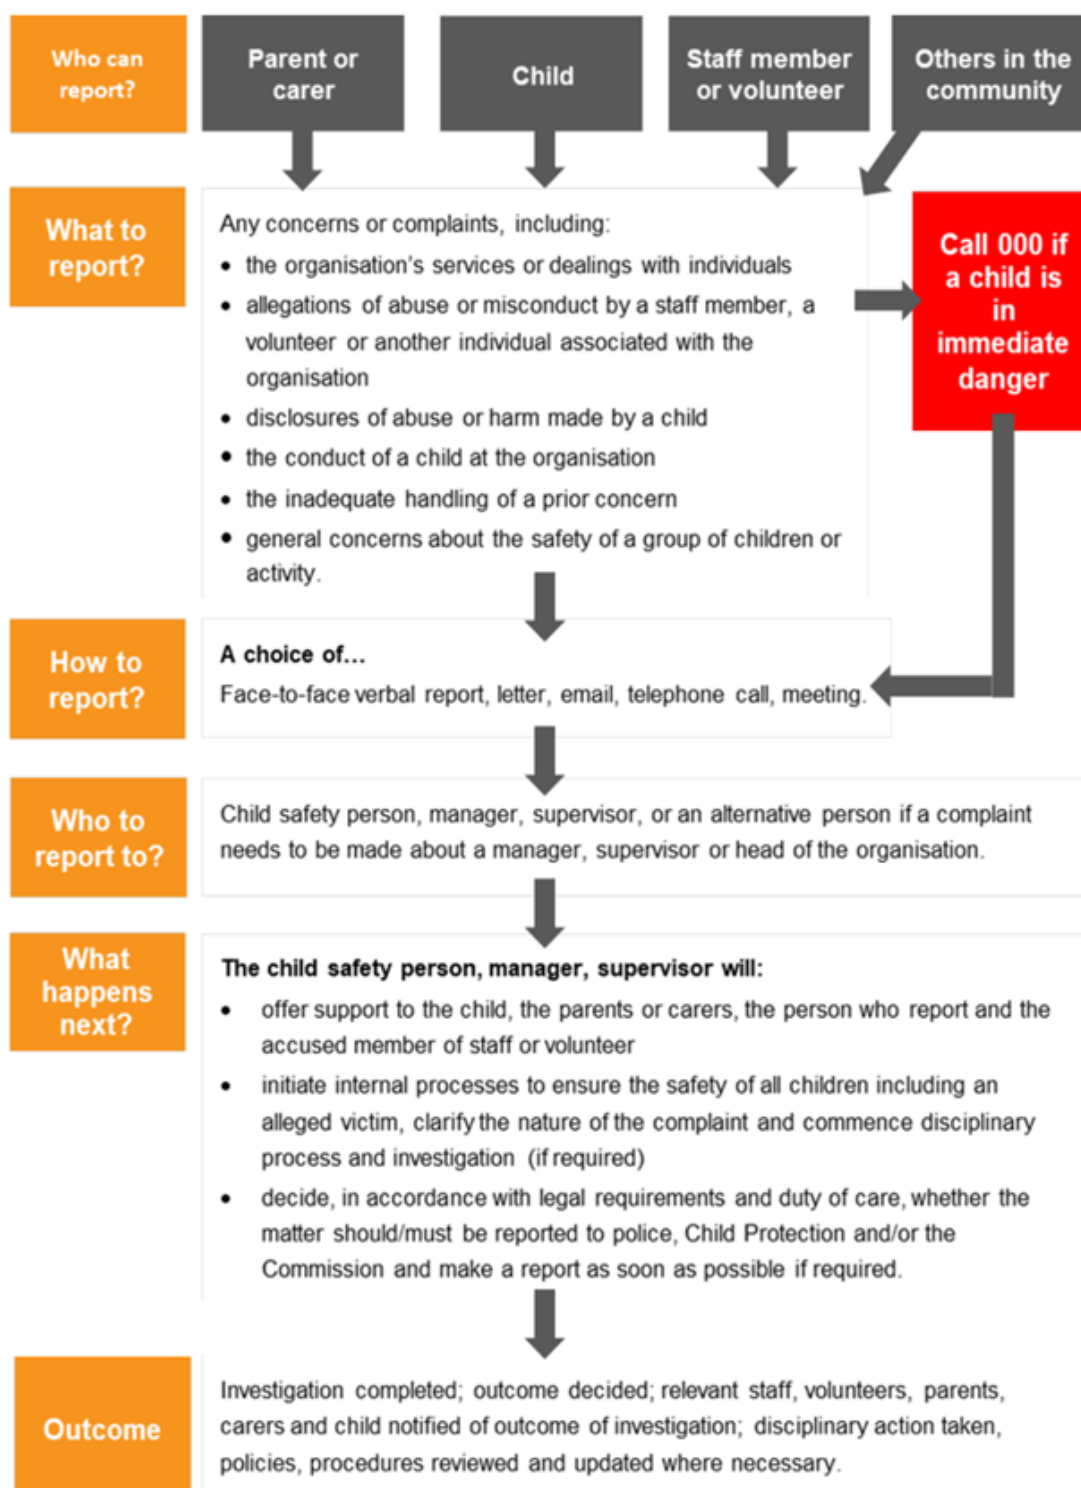 Who can
report?
Parent or
carer
Child
Staff member
or volunteer
Others in the
community
What to
report?
Any concerns or complaints, including:
• the organisation's services or dealings with individuals
• allegations of abuse or misconduct by a staff member, a
volunteer or another individual associated with the
organisation
• disclosures of abuse or harm made by a child
• the conduct of a child at the organisation
• the inadequate handling of a prior concern
• general concerns about the safety of a group of children or
activity.
Call 000 if
a child is
in
immediate
danger
How to
report?
A choice of...
Face-to-face verbal report, letter, email, telephone call, meeting.
Who to
report to?
Child safety person, manager, supervisor, or an alternative person if a complaint
needs to be made about a manager, supervisor or head of the organisation.
What
happens
next?
The child safety person, manager, supervisor will:
• offer support to the child, the parents or carers, the person who report and the
accused member of staff or volunteer
• initiate internal processes to ensure the safety of all children including an
alleged victim, clarify the nature of the complaint and commence disciplinary
process and investigation (if required)
• decide, in accordance with legal requirements and duty of care, whether the
matter should/must be reported to police, Child Protection and/or the
Commission and make a report as soon as possible if required.
Outcome
Investigation completed; outcome decided; relevant staff, volunteers, parents,
carers and child notified of outcome of investigation; disciplinary action taken,
policies, procedures reviewed and updated where necessary.